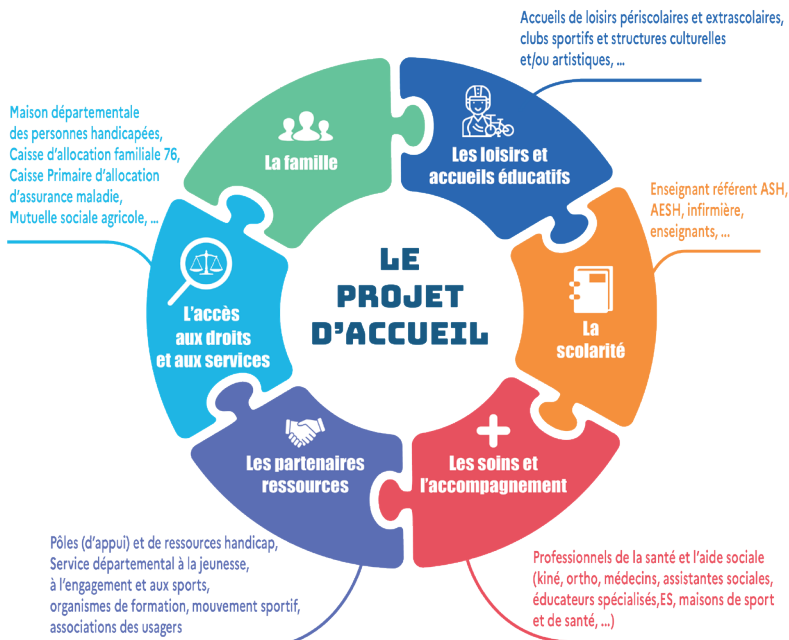 Accueils de loisirs périscolaires et extrascolaires,
clubs sportifs et structures culturelles
et/ou artistiques, ...
Maison départementale
des personnes handicapées,
Caisse d'allocation familiale 76,
Caisse Primaire d'allocation
d'assurance maladie,
Mutuelle sociale agricole, ...
La famille
Les loisirs et
accueils éducatifs
Enseignant référent ASH,
AESH, infirmière,
enseignants, ...
LE
PROJET
D'ACCUEIL
L'accès
aux droits
et aux services
La
scolarité
Les partenaires
ressources
Les soins et
l'accompagnement
Pôles (d'appui) et de ressources handicap,
Service départemental à la jeunesse,
à l'engagement et aux sports,
organismes de formation, mouvement sportif,
associations des usagers
Professionnels de la santé et l'aide sociale
(kiné, ortho, médecins, assistantes sociales,
éducateurs spécialisés,ES, maisons de sport
et de santé, ...)